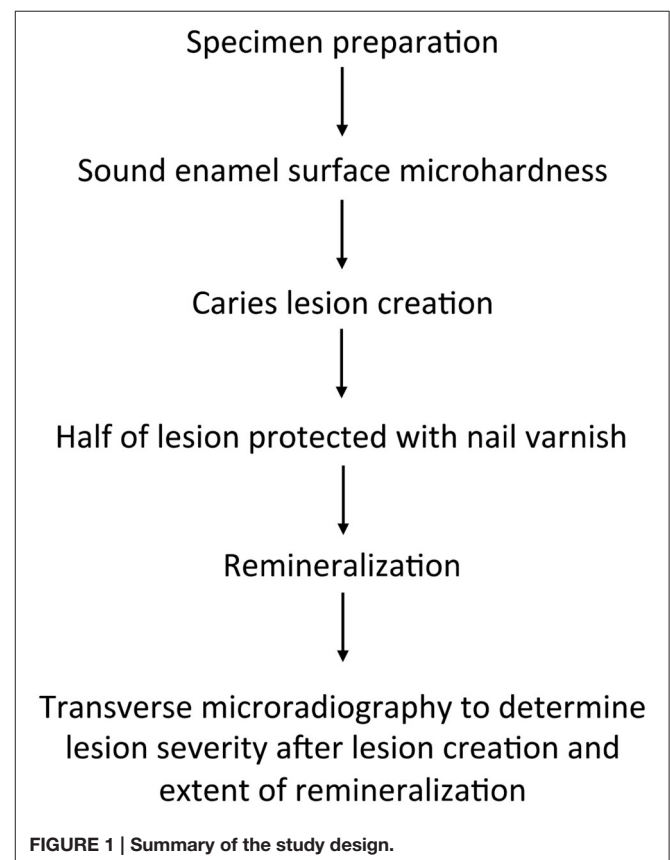 Specimen preparation
Sound enamel surface microhardness
Caries lesion creation
Half of lesion protected with nail varnish
Remineralization
Transverse microradiography to determine
lesion severity after lesion creation and
extent of remineralization
FIGURE 1 | Summary of the study design.